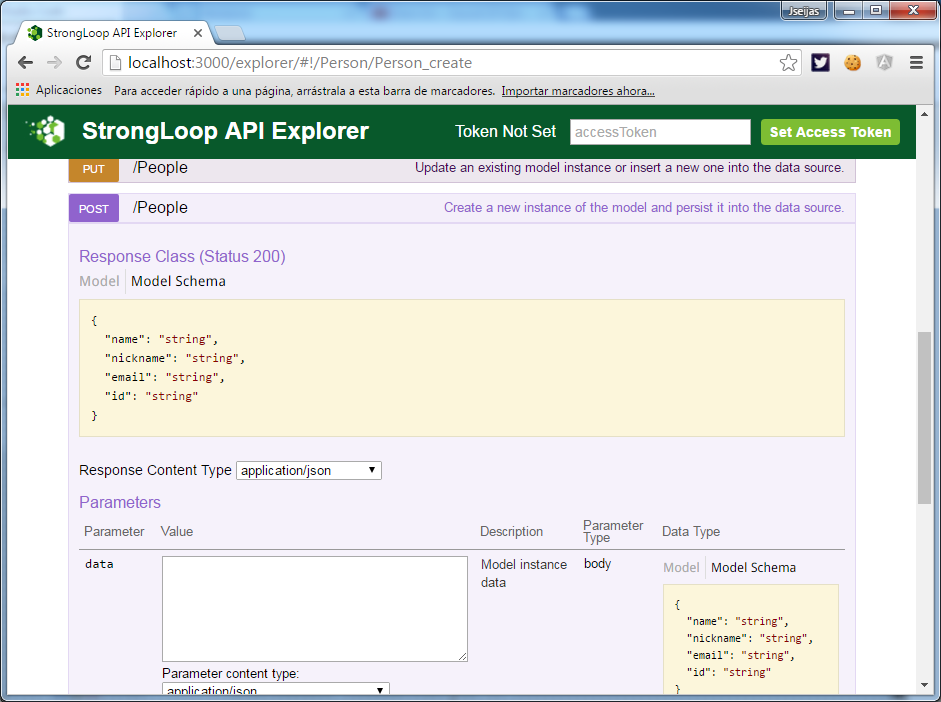 Jseijas
StrongLoop API Explorer
localhost:3000/explorer/#!/Person/Person_create
Aplicaciones Para acceder rápido a una página, arrástrala a esta barra de marcadores. Importar marcadores ahora...
StrongLoop API Explorer Token Not Set accessToken Set Access Token
PUT /People Update an existing model instance or insert a new one into the data source.
POST /People Create a new instance of the model and persist it into the data source.
Response Class (Status 200)
Model Model Schema
{
"name": "string",
"nickname": "string",
"email": "string",
"id": "string"
}
Response Content Type application/json
Parameters
Parameter Value Description Parameter Type Data Type
data Model instance data body Model Model Schema
{
"name": "string",
"nickname": "string",
"email": "string",
"id": "string"
}
Parameter content type:
application/json